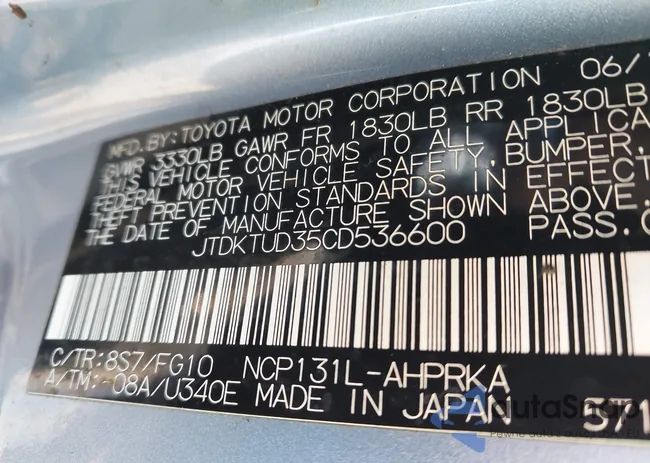 MFD.BY:TOYOTA MOTOR CORPORATION 06/
GVWR 3330LB GAWR FR 1830LB RR 1830LB
THIS VEHICLE CONFORMS TO ALL APPLICA
FEDERAL MOTOR VEHICLE SAFETY,BUMPER,
THEFT PREVENTION STANDARDS IN EFFECT
THE DATE OF MANUFACTURE SHOWN ABOVE.
JTDKTUD35CD536600 PASS.
C/TR:8S7/FG10 NCP131L-AHPRKA
A/TM:-08A/U340E MADE IN JAPAN 571
AutaSnap